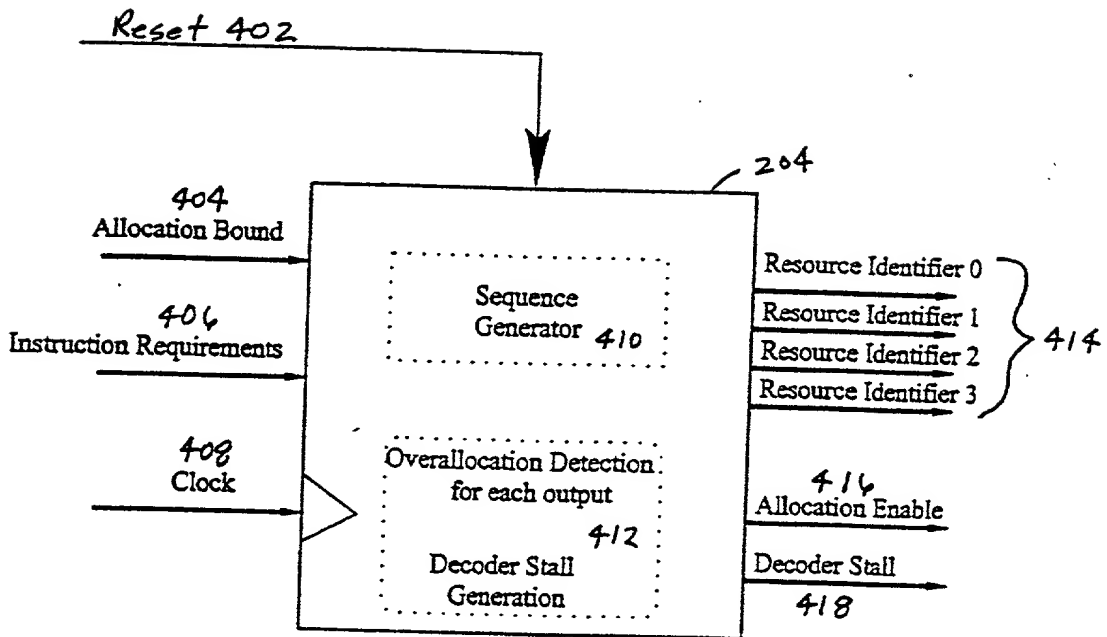 Reset 402
204
404
Allocation Bound
406
Instruction Requirements
408
Clock
Sequence
Generator 410
Overallocation Detection
for each output
412
Decoder Stall
Generation
Resource Identifier 0
Resource Identifier 1
Resource Identifier 2
Resource Identifier 3
414
416
Allocation Enable
Decoder Stall
418